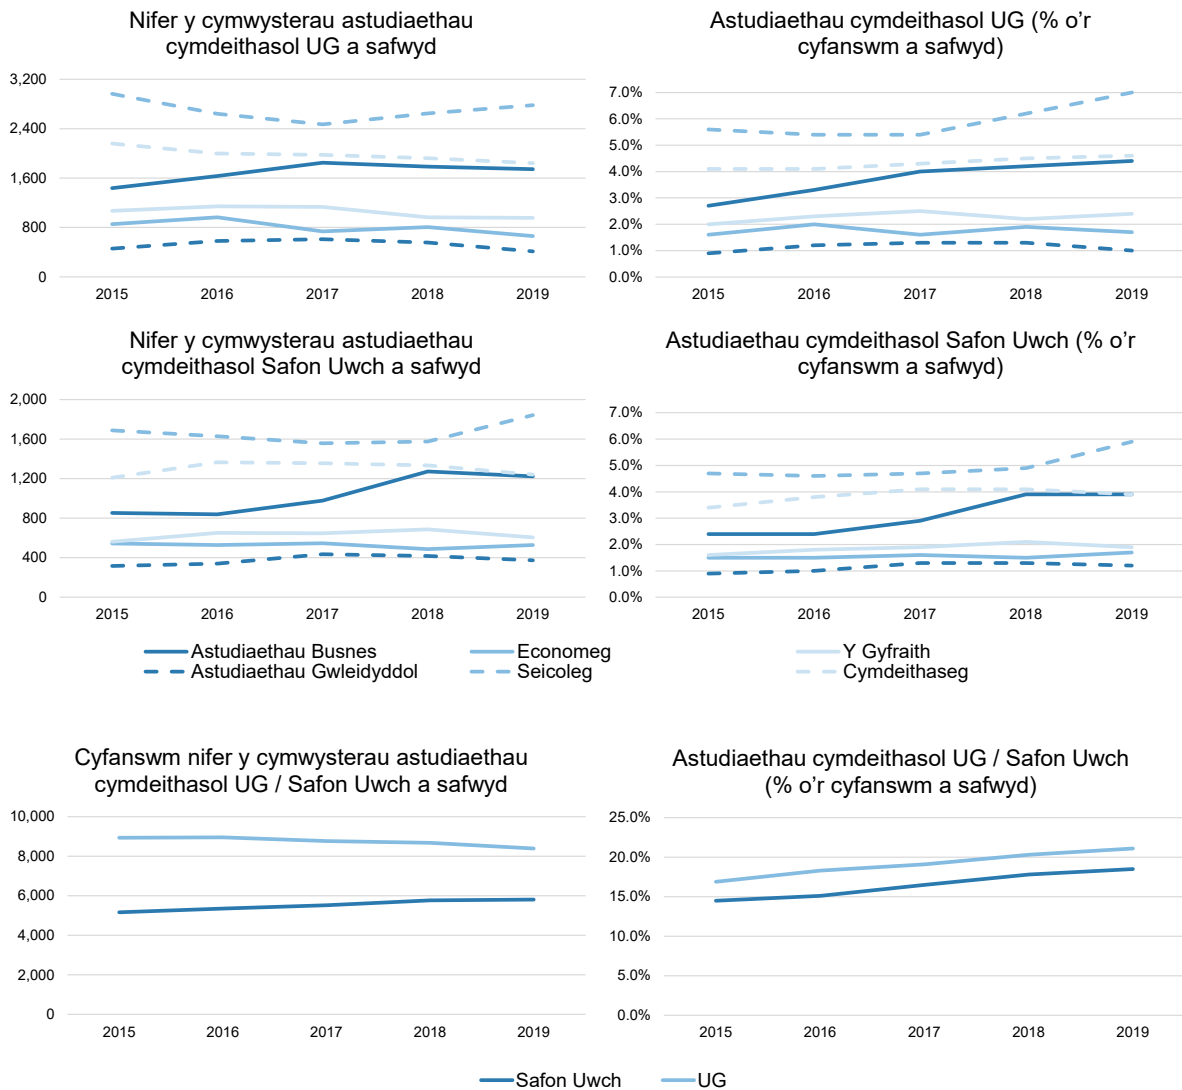 Nifer y cymwysterau astudiaethau
cymdeithasol UG a safwyd
3,200
2,400
1,600
800
0
2015 2016 2017 2018 2019
Astudiaethau cymdeithasol UG (% o’r
cyfanswm a safwyd)
7.0%
6.0%
5.0%
4.0%
3.0%
2.0%
1.0%
0.0%
2015 2016 2017 2018 2019
Nifer y cymwysterau astudiaethau
cymdeithasol Safon Uwch a safwyd
2,000
1,600
1,200
800
400
0
2015 2016 2017 2018 2019
Astudiaethau cymdeithasol Safon Uwch (% o’r
cyfanswm a safwyd)
7.0%
6.0%
5.0%
4.0%
3.0%
2.0%
1.0%
0.0%
2015 2016 2017 2018 2019
Astudiaethau Busnes Economeg Y Gyfraith
Astudiaethau Gwleidyddol Seicoleg Cymdeithaseg
Cyfanswm nifer y cymwysterau astudiaethau
cymdeithasol UG / Safon Uwch a safwyd
10,000
8,000
6,000
4,000
2,000
0
2015 2016 2017 2018 2019
Astudiaethau cymdeithasol UG / Safon Uwch
(% o’r cyfanswm a safwyd)
25.0%
20.0%
15.0%
10.0%
5.0%
0.0%
2015 2016 2017 2018 2019
Safon Uwch UG